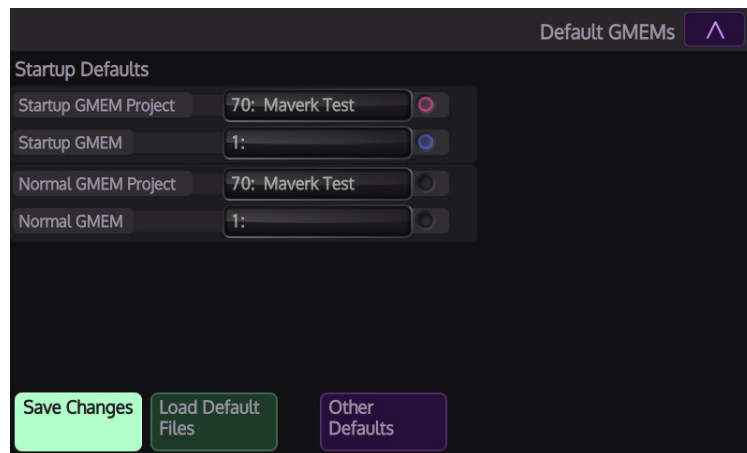 Default GMEMs
Startup Defaults
Startup GMEM Project 70: Maverk Test
Startup GMEM 1:
Normal GMEM Project 70: Maverk Test
Normal GMEM 1:
Save Changes
Load Default
Files
Other
Defaults